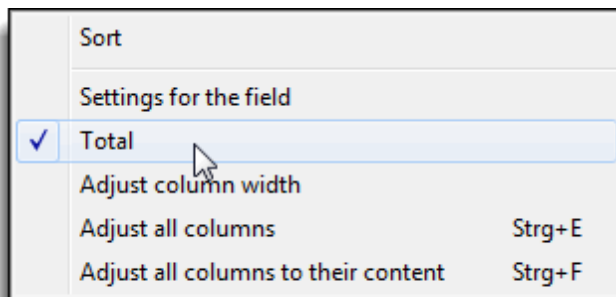 Sort
Settings for the field
Total
Adjust column width
Adjust all columns Strg+E
Adjust all columns to their content Strg+F